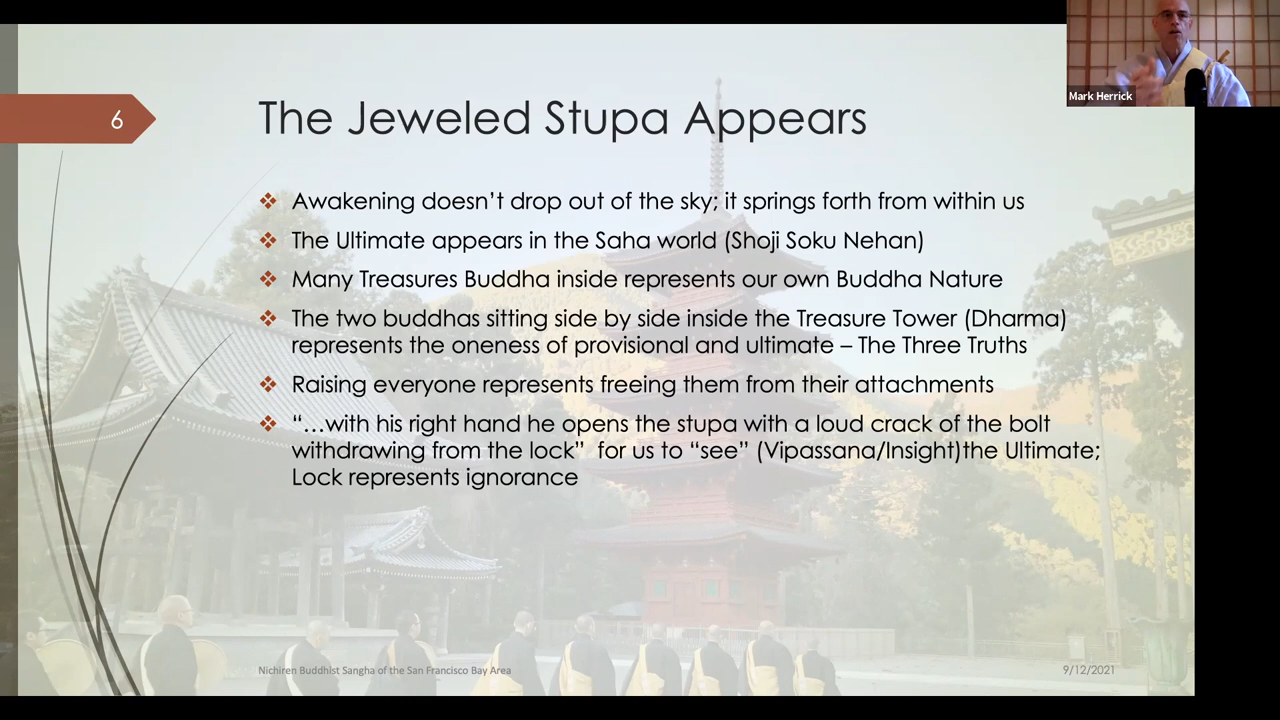 Mark Herrick
6
The Jeweled Stupa Appears
Awakening doesn’t drop out of the sky; it springs forth from within us
The Ultimate appears in the Saha world (Shoji Soku Nehan)
Many Treasures Buddha inside represents our own Buddha Nature
The two buddhas sitting side by side inside the Treasure Tower (Dharma)
represents the oneness of provisional and ultimate – The Three Truths
Raising everyone represents freeing them from their attachments
“…with his right hand he opens the stupa with a loud crack of the bolt
withdrawing from the lock”  for us to “see” (Vipassana/Insight)the Ultimate;
Lock represents ignorance
Nichiren Buddhist Sangha of the San Francisco Bay Area
9/12/2021